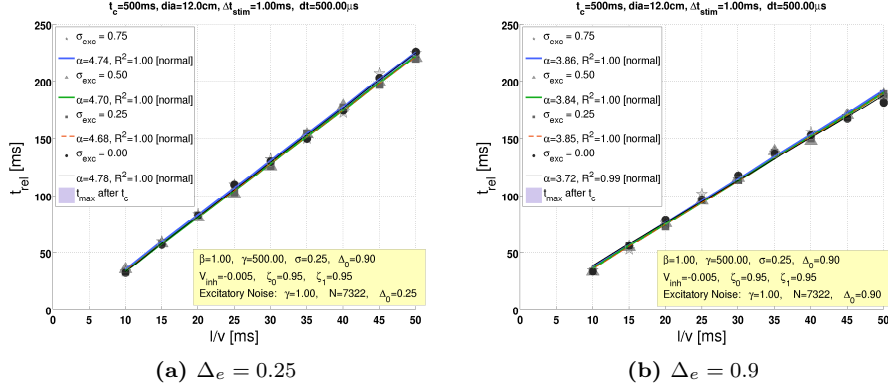 t_c=500ms, dia=12.0cm, Δt_stim=1.00ms, dt=500.00μs
250
200
150
100
50
0
t_rel [ms]
σ_exc = 0.75
α=4.74, R²=1.00 [normal]
σ_exc = 0.50
α=4.70, R²=1.00 [normal]
σ_exc = 0.25
α=4.68, R²=1.00 [normal]
σ_exc − 0.00
α=4.78, R²=1.00 [normal]
t_max after t_c
β=1.00, γ=500.00, σ=0.25, Δ_0=0.90
V_inh=-0.005, ζ_0=0.95, ζ_1=0.95
Excitatory Noise: γ=1.00, N=7322, Δ_0=0.25
0 5 10 15 20 25 30 35 40 45 50
l/v [ms]
(a) Δ_e = 0.25
t_c=500ms, dia=12.0cm, Δt_stim=1.00ms, dt=500.00μs
250
200
150
100
50
0
t_rel [ms]
σ_exc = 0.75
α=3.86, R²=1.00 [normal]
σ_exc = 0.50
α=3.84, R²=1.00 [normal]
σ_exc = 0.25
α=3.85, R²=1.00 [normal]
σ_exc − 0.00
α=3.72, R²=0.99 [normal]
t_max after t_c
β=1.00, γ=500.00, σ=0.25, Δ_0=0.90
V_inh=-0.005, ζ_0=0.95, ζ_1=0.95
Excitatory Noise: γ=1.00, N=7322, Δ_0=0.90
0 5 10 15 20 25 30 35 40 45 50
l/v [ms]
(b) Δ_e = 0.9